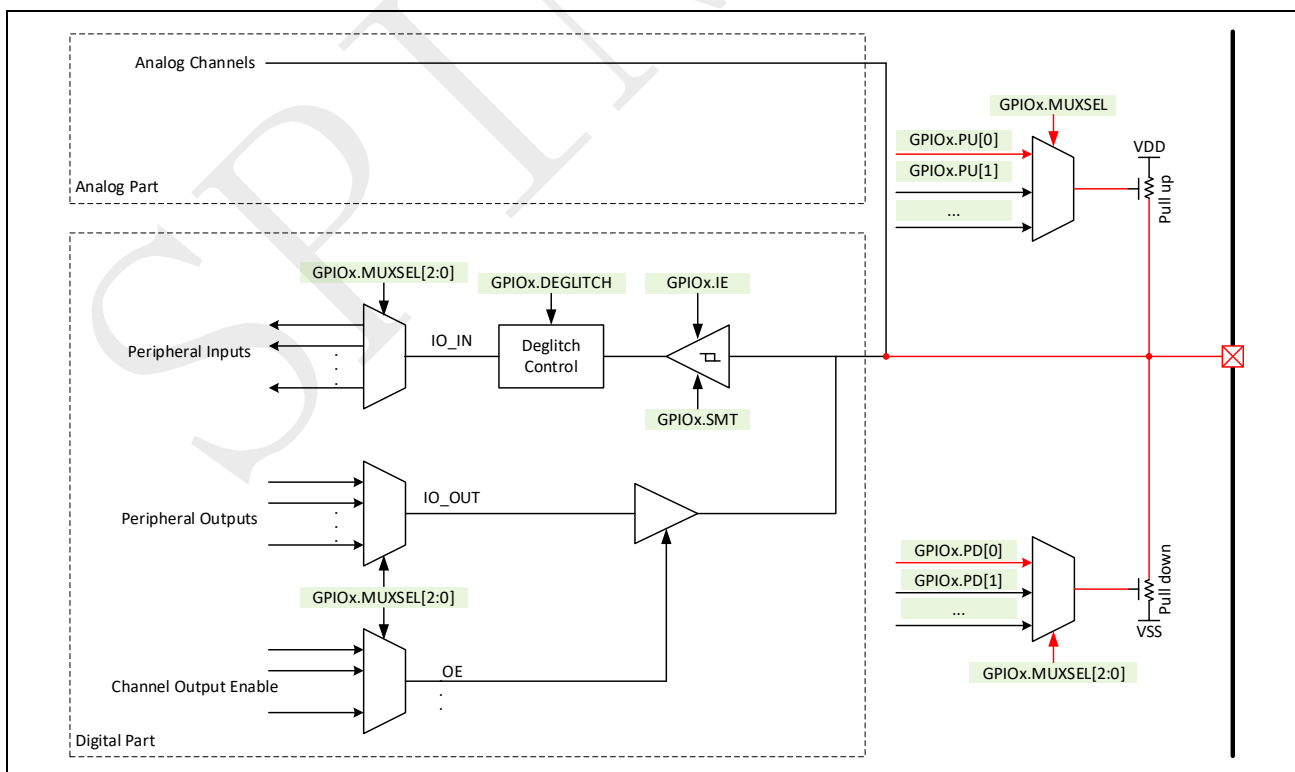 Analog Channels
Analog Part
GPIOx.MUXSEL
GPIOx.PU[0]
GPIOx.PU[1]
...
VDD
Pull up
GPIOx.MUXSEL[2:0]
GPIOx.DEGLITCH
GPIOx.IE
Peripheral Inputs
IO_IN
Deglitch
Control
GPIOx.SMT
Peripheral Outputs
IO_OUT
GPIOx.MUXSEL[2:0]
Channel Output Enable
OE
Digital Part
GPIOx.PD[0]
GPIOx.PD[1]
...
Pull down
VSS
GPIOx.MUXSEL[2:0]
SPIN